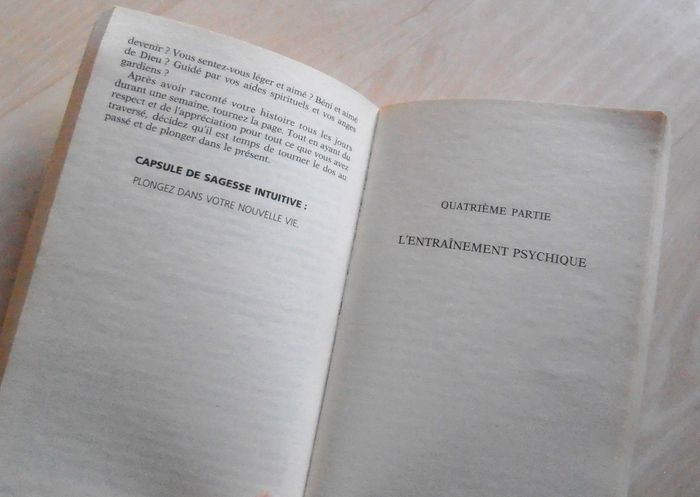 devenir ? Vous sentez-vous léger et aimé ? Béni et aimé
de Dieu ? Guidé par vos aides spirituels et vos anges
gardiens ?
Après avoir raconté votre histoire tous les jours
durant une semaine, tournez la page. Tout en ayant du
respect et de l'appréciation pour tout ce que vous avez
traversé, décidez qu'il est temps de tourner le dos au
passé et de plonger dans le présent.
CAPSULE DE SAGESSE INTUITIVE :
PLONGEZ DANS VOTRE NOUVELLE VIE.
QUATRIÈME PARTIE
L'ENTRAÎNEMENT PSYCHIQUE